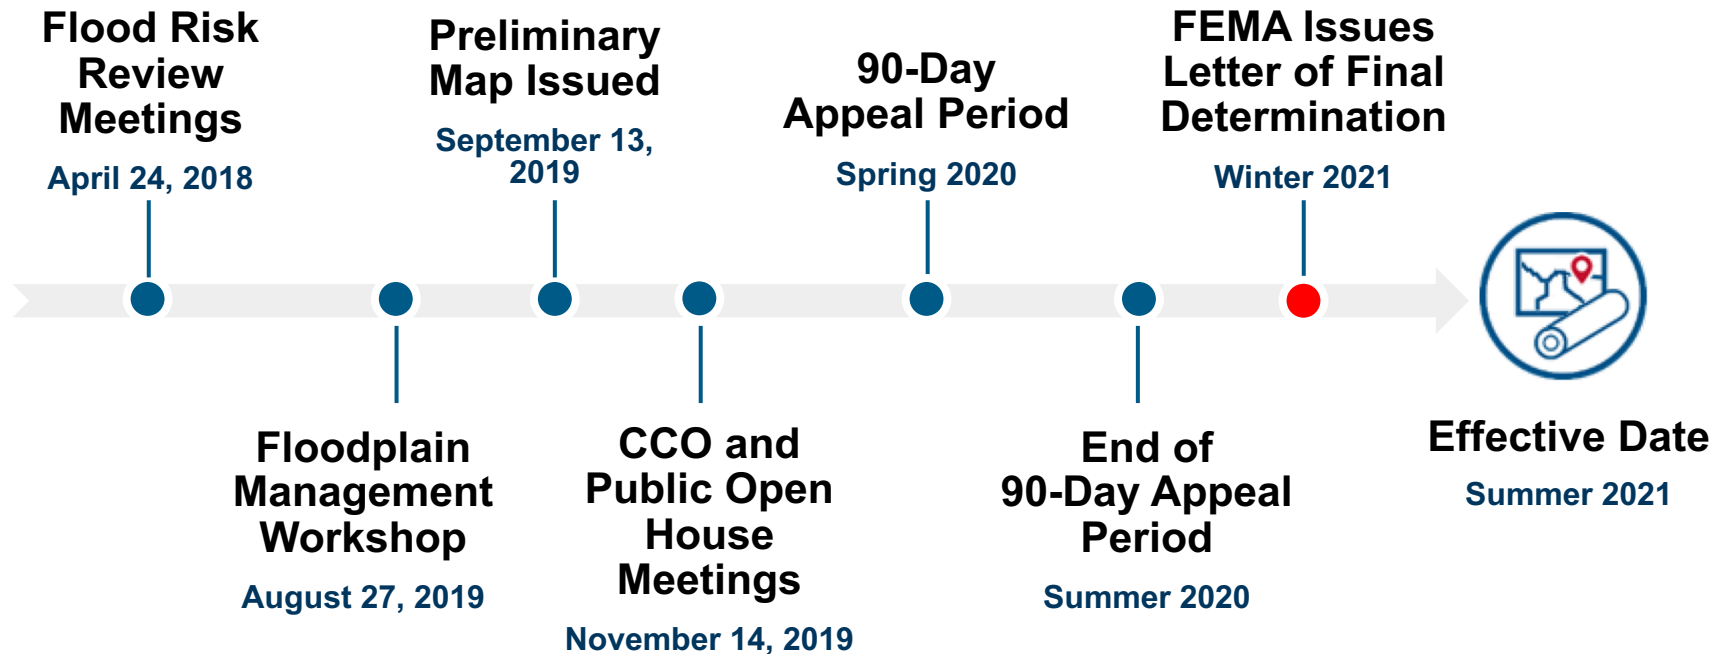 Flood Risk
Review
Meetings
April 24, 2018
Floodplain
Management
Workshop
August 27, 2019
Preliminary
Map Issued
September 13,
2019
CCO and
Public Open
House
Meetings
November 14, 2019
90-Day
Appeal Period
Spring 2020
End of
90-Day Appeal
Period
Summer 2020
FEMA Issues
Letter of Final
Determination
Winter 2021
Effective Date
Summer 2021